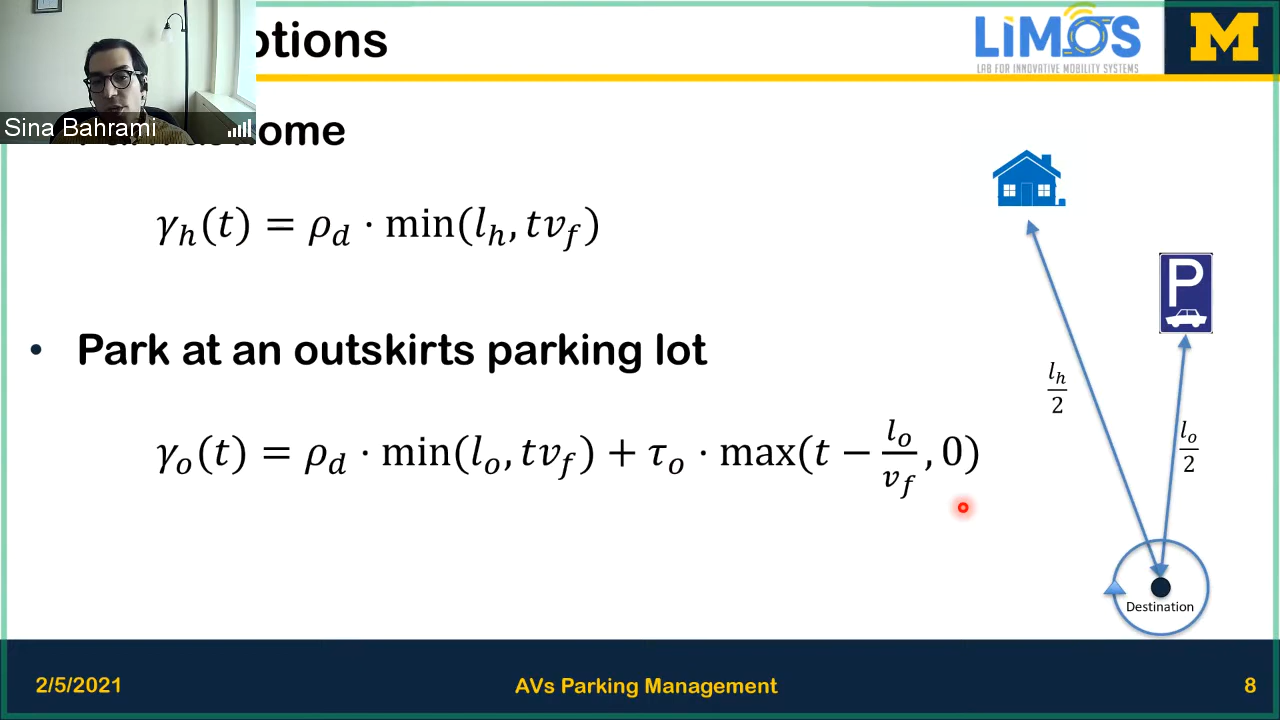 LiMOS
LAB FOR INNOVATIVE MOBILITY SYSTEMS
M
Sina Bahrami
γ_h(t) = ρ_d · min(l_h, tv_f)
P
• Park at an outskirts parking lot
l_h/2
γ_o(t) = ρ_d · min(l_o, tv_f) + τ_o · max(t − l_o/v_f, 0)
l_o/2
Destination
2/5/2021
AVs Parking Management
8